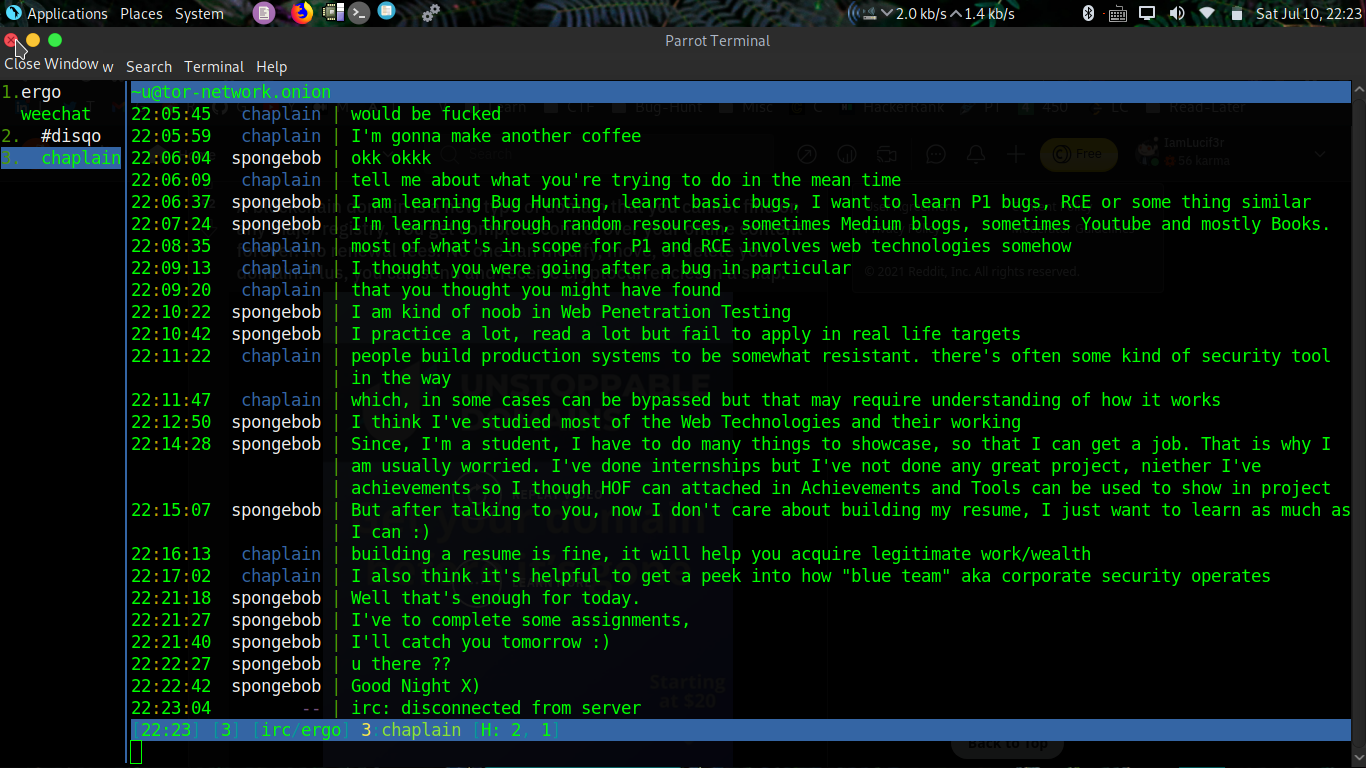 Applications Places System 2.0 kb/s 1.4 kb/s Sat Jul 10, 22:23
Parrot Terminal
Close Window w Search Terminal Help
1.ergo
weechat
2. #disqo
3. chaplain
~u@tor-network.onion
22:05:45 chaplain | would be fucked
22:05:59 chaplain | I'm gonna make another coffee
22:06:04 spongebob | okk okkk
22:06:09 chaplain | tell me about what you're trying to do in the mean time
22:06:37 spongebob | I am learning Bug Hunting, learnt basic bugs, I want to learn P1 bugs, RCE or some thing similar
22:07:24 spongebob | I'm learning through random resources, sometimes Medium blogs, sometimes Youtube and mostly Books.
22:08:35 chaplain | most of what's in scope for P1 and RCE involves web technologies somehow
22:09:13 chaplain | I thought you were going after a bug in particular
22:09:20 chaplain | that you thought you might have found
22:10:22 spongebob | I am kind of noob in Web Penetration Testing
22:10:42 spongebob | I practice a lot, read a lot but fail to apply in real life targets
22:11:22 chaplain | people build production systems to be somewhat resistant. there's often some kind of security tool
| in the way
22:11:47 chaplain | which, in some cases can be bypassed but that may require understanding of how it works
22:12:50 spongebob | I think I've studied most of the Web Technologies and their working
22:14:28 spongebob | Since, I'm a student, I have to do many things to showcase, so that I can get a job. That is why I
| am usually worried. I've done internships but I've not done any great project, niether I've
| achievements so I though HOF can attached in Achievements and Tools can be used to show in project
22:15:07 spongebob | But after talking to you, now I don't care about building my resume, I just want to learn as much as
| I can :)
22:16:13 chaplain | building a resume is fine, it will help you acquire legitimate work/wealth
22:17:02 chaplain | I also think it's helpful to get a peek into how "blue team" aka corporate security operates
22:21:18 spongebob | Well that's enough for today.
22:21:27 spongebob | I've to complete some assignments,
22:21:40 spongebob | I'll catch you tomorrow :)
22:22:27 spongebob | u there ??
22:22:42 spongebob | Good Night X)
22:23:04 -- | irc: disconnected from server
[22:23] [3] [irc/ergo] 3:chaplain [H: 2, 1]
IamLucif3r
56 karma
Free
© 2021 Reddit, Inc. All rights reserved.
UNSTOPPABLE
your domain
Starting
at $20
Back to Top